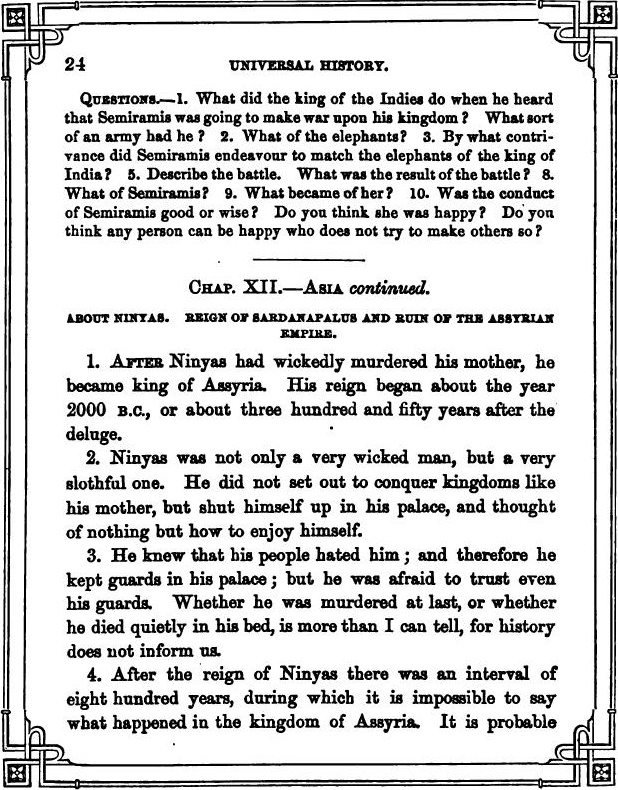 24 UNIVERSAL HISTORY.
QUESTIONS.—1. What did the king of the Indies do when he heard
that Semiramis was going to make war upon his kingdom? What sort
of an army had he? 2. What of the elephants? 3. By what contri-
vance did Semiramis endeavour to match the elephants of the king of
India? 5. Describe the battle. What was the result of the battle? 8.
What of Semiramis? 9. What became of her? 10. Was the conduct
of Semiramis good or wise? Do you think she was happy? Do you
think any person can be happy who does not try to make others so?
CHAP. XII.—ASIA continued.
ABOUT NINYAS. REIGN OF SARDANAPALUS AND RUIN OF THE ASSYRIAN
EMPIRE.
1. AFTER Ninyas had wickedly murdered his mother, he
became king of Assyria. His reign began about the year
2000 B.C., or about three hundred and fifty years after the
deluge.
2. Ninyas was not only a very wicked man, but a very
slothful one. He did not set out to conquer kingdoms like
his mother, but shut himself up in his palace, and thought
of nothing but how to enjoy himself.
3. He knew that his people hated him; and therefore he
kept guards in his palace; but he was afraid to trust even
his guards. Whether he was murdered at last, or whether
he died quietly in his bed, is more than I can tell, for history
does not inform us.
4. After the reign of Ninyas there was an interval of
eight hundred years, during which it is impossible to say
what happened in the kingdom of Assyria. It is probable